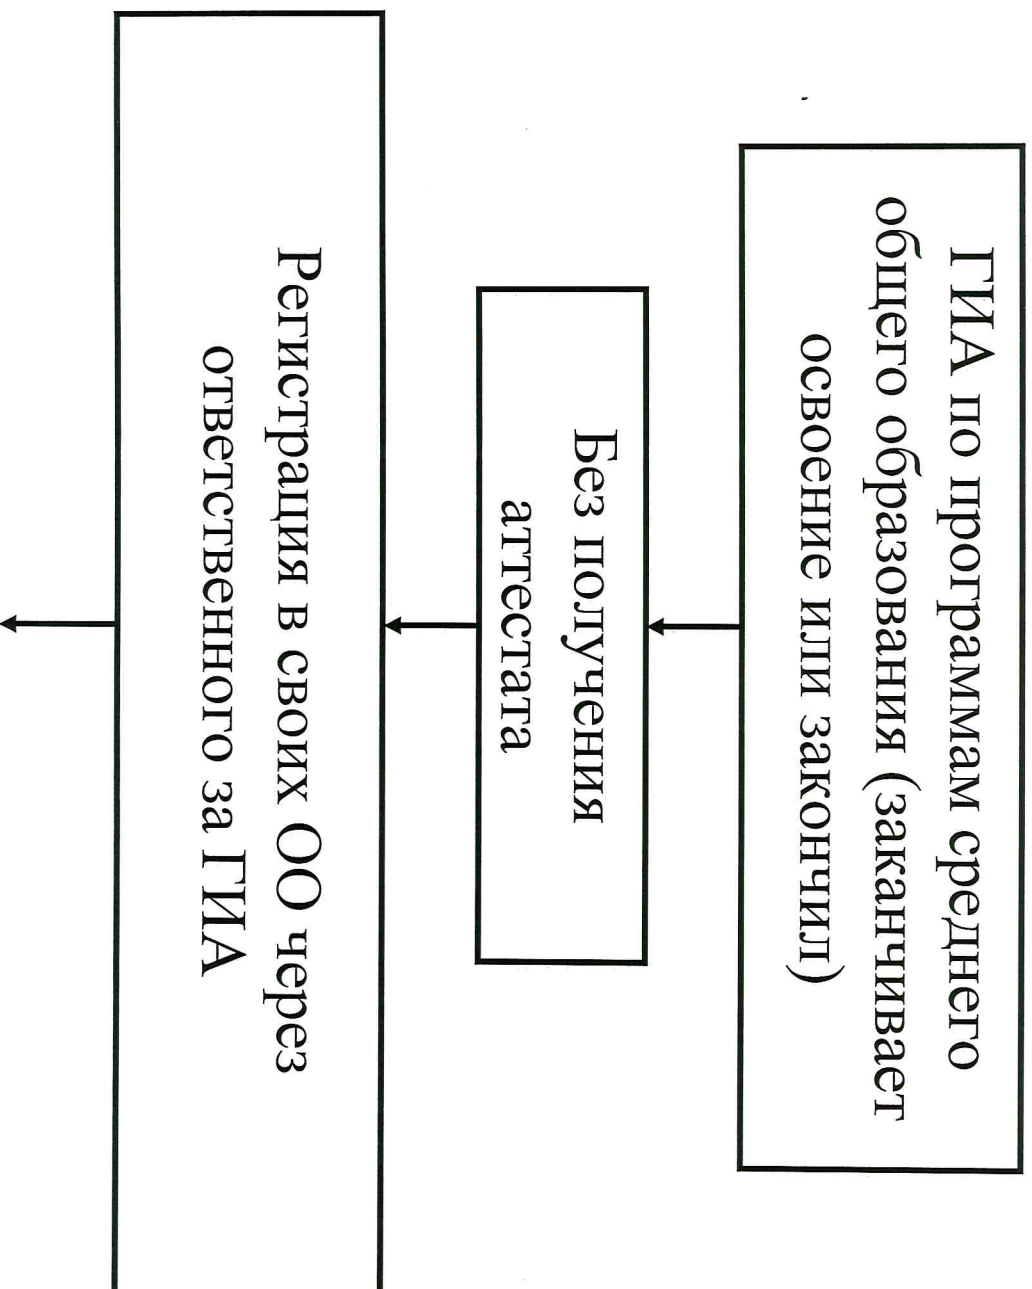 ГИА по программам среднего
общего образования (заканчивает
освоение или закончил)
Без получения
аттестата
Регистрация в своих ОО через
ответственного за ГИА